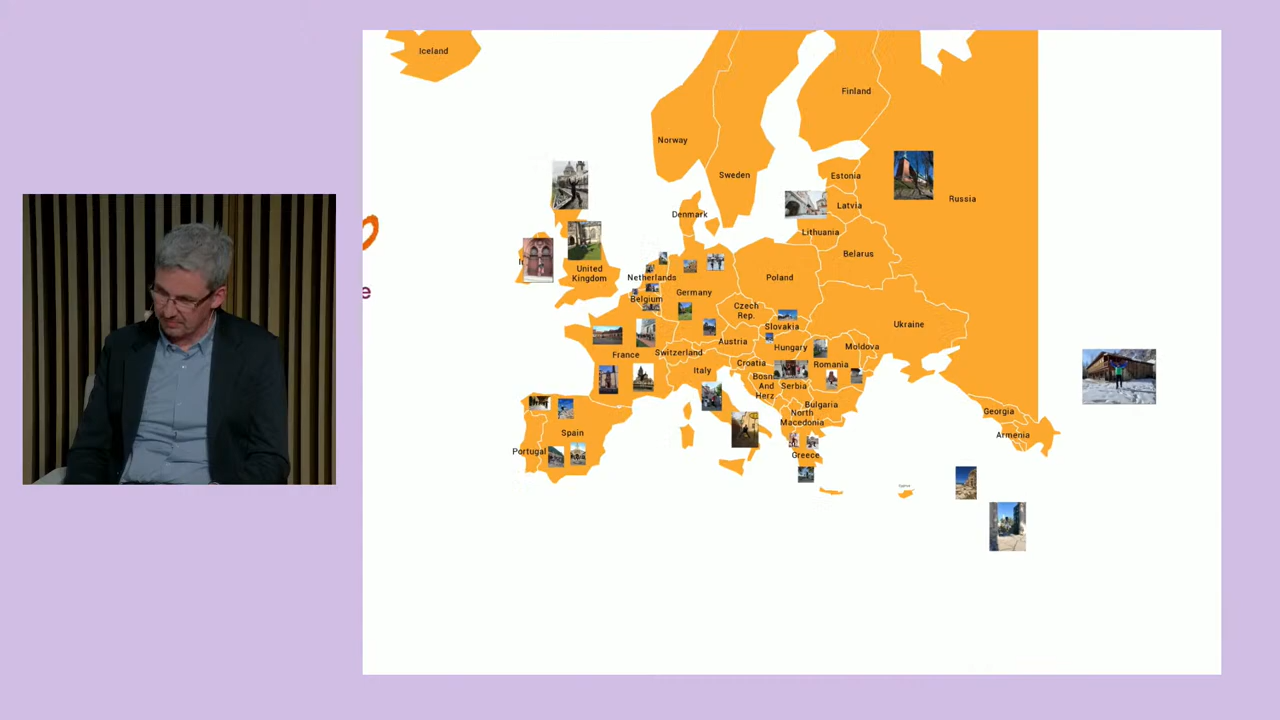 Iceland
Finland
Norway
Sweden
Estonia
Russia
Latvia
Denmark
Lithuania
Belarus
United
Kingdom
Netherlands
Poland
Germany
Belgium
Czech
Rep.
Ukraine
Slovakia
Austria
Hungary
Moldova
France
Switzerland
Croatia
Romania
Italy
Bosn
And
Herz.
Serbia
Bulgaria
North
Macedonia
Georgia
Armenia
Spain
Portugal
Greece
Cyprus
e